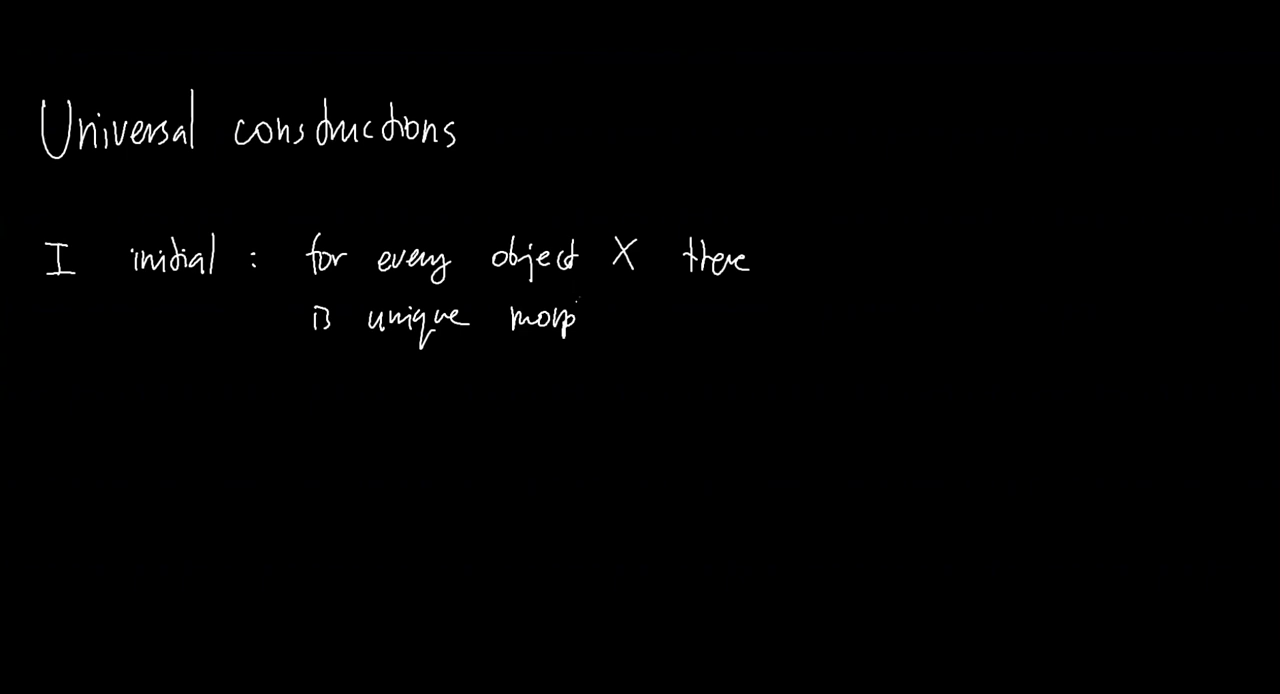 Universal constructions
I initial : for every object X there
is unique morp